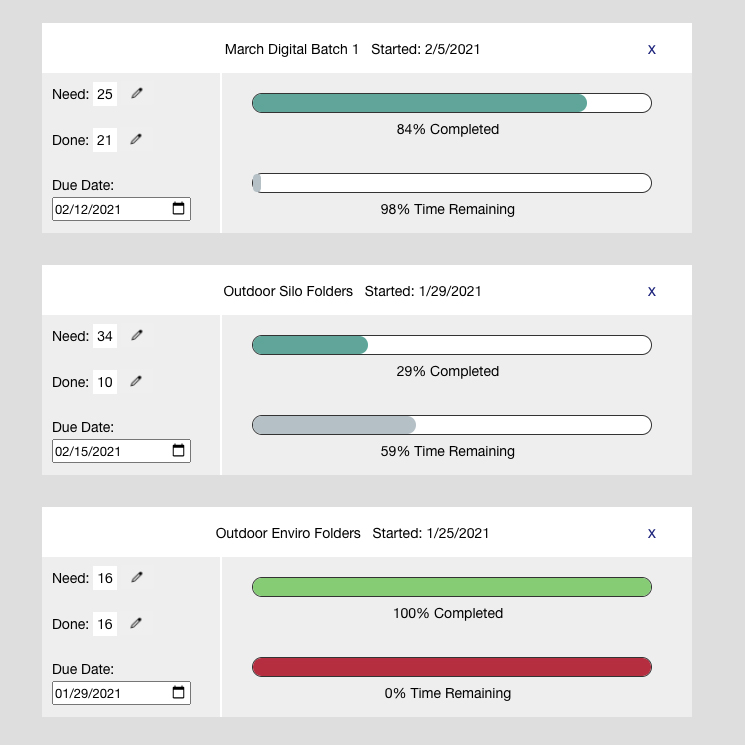 March Digital Batch 1 Started: 2/5/2021 X
Need: 25
84% Completed
Done: 21
Due Date:
02/12/2021
98% Time Remaining
Outdoor Silo Folders Started: 1/29/2021 X
Need: 34
29% Completed
Done: 10
Due Date:
02/15/2021
59% Time Remaining
Outdoor Enviro Folders Started: 1/25/2021 X
Need: 16
100% Completed
Done: 16
Due Date:
01/29/2021
0% Time Remaining